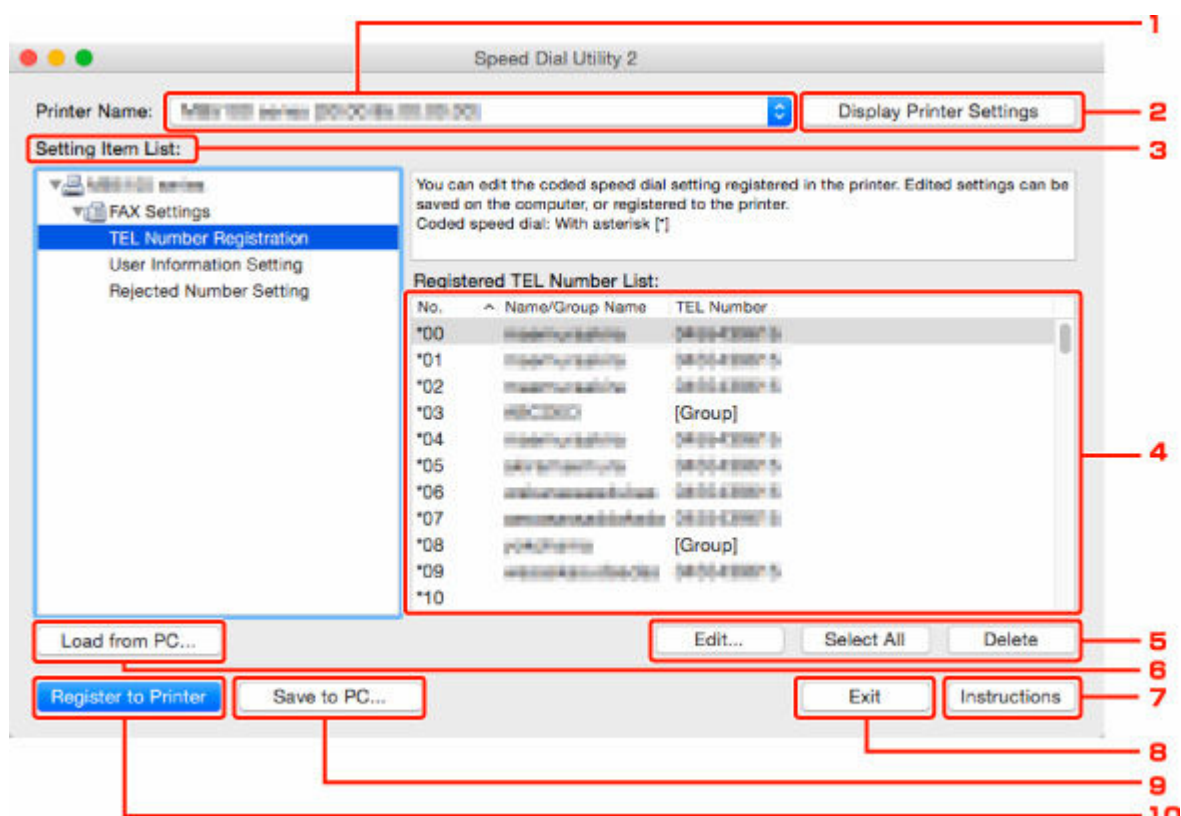 1
Speed Dial Utility 2
Printer Name:
Display Printer Settings
2
Setting Item List:
3
series
FAX Settings
TEL Number Registration
User Information Setting
Rejected Number Setting
You can edit the coded speed dial setting registered in the printer. Edited settings can be
saved on the computer, or registered to the printer.
Coded speed dial: With asterisk [*]
Registered TEL Number List:
No. Name/Group Name TEL Number
*00
*01
*02
*03 [Group]
*04
*05
*06
*07
*08 [Group]
*09
*10
4
Load from PC...
Edit... Select All Delete
5
6
Register to Printer Save to PC... Exit Instructions
7
8
9
10